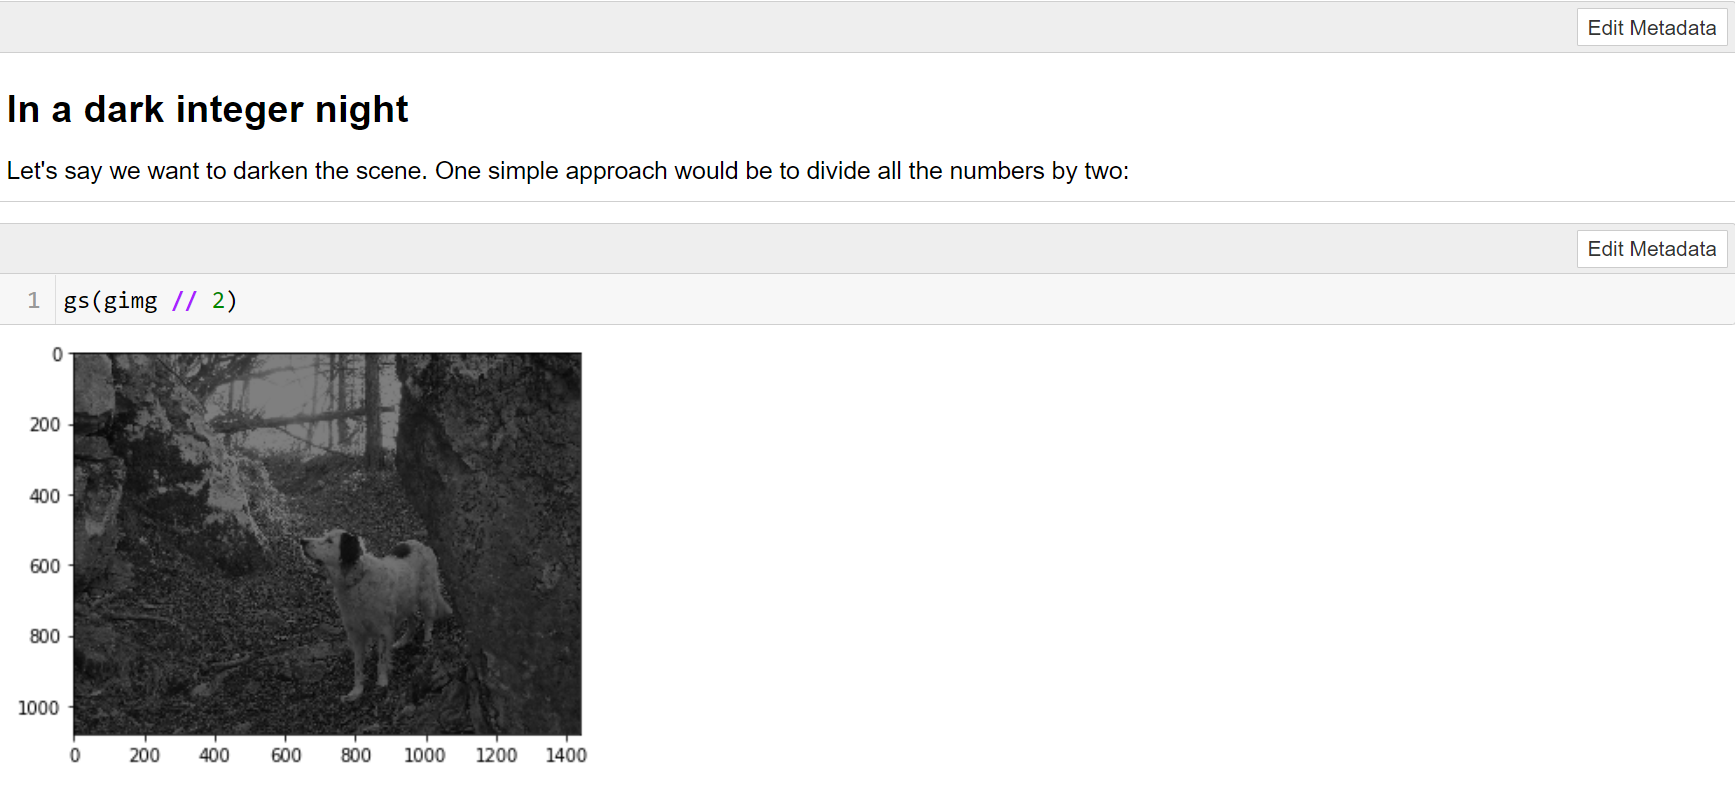 Edit Metadata
In a dark integer night
Let's say we want to darken the scene. One simple approach would be to divide all the numbers by two:
Edit Metadata
1 gs(gimg // 2)
0
200
400
600
800
1000
0 200 400 600 800 1000 1200 1400